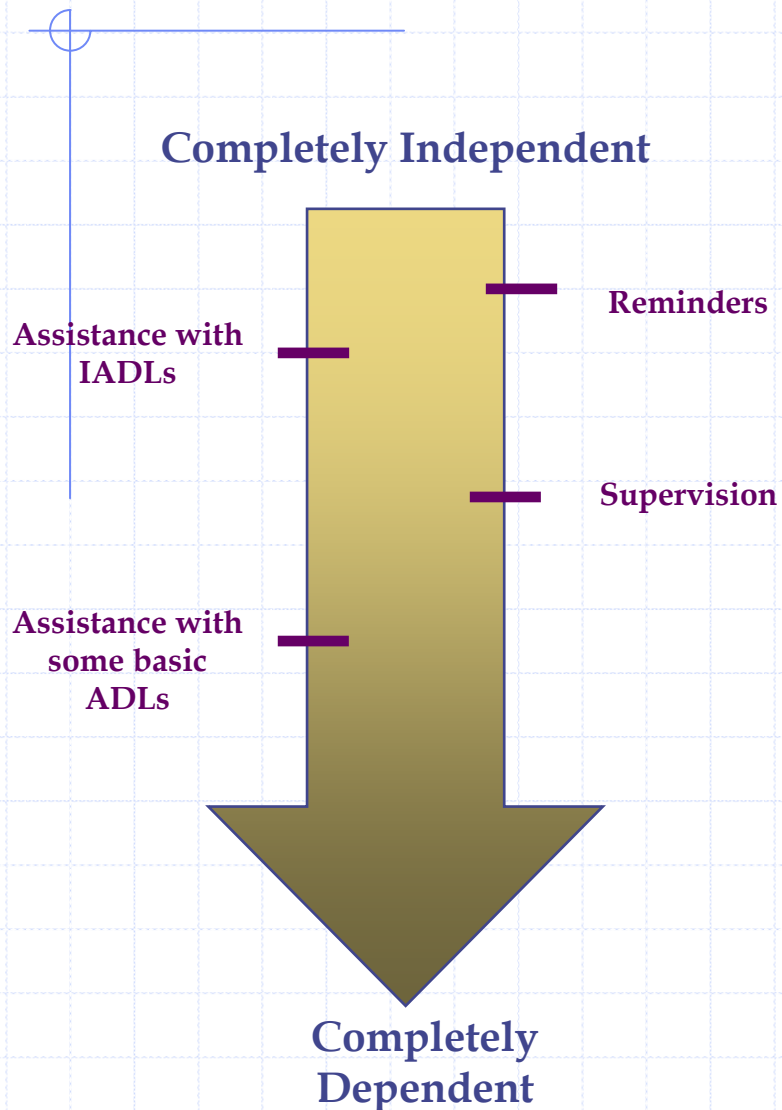 Completely Independent
Reminders
Assistance with
IADLs
Supervision
Assistance with
some basic
ADLs
Completely
Dependent